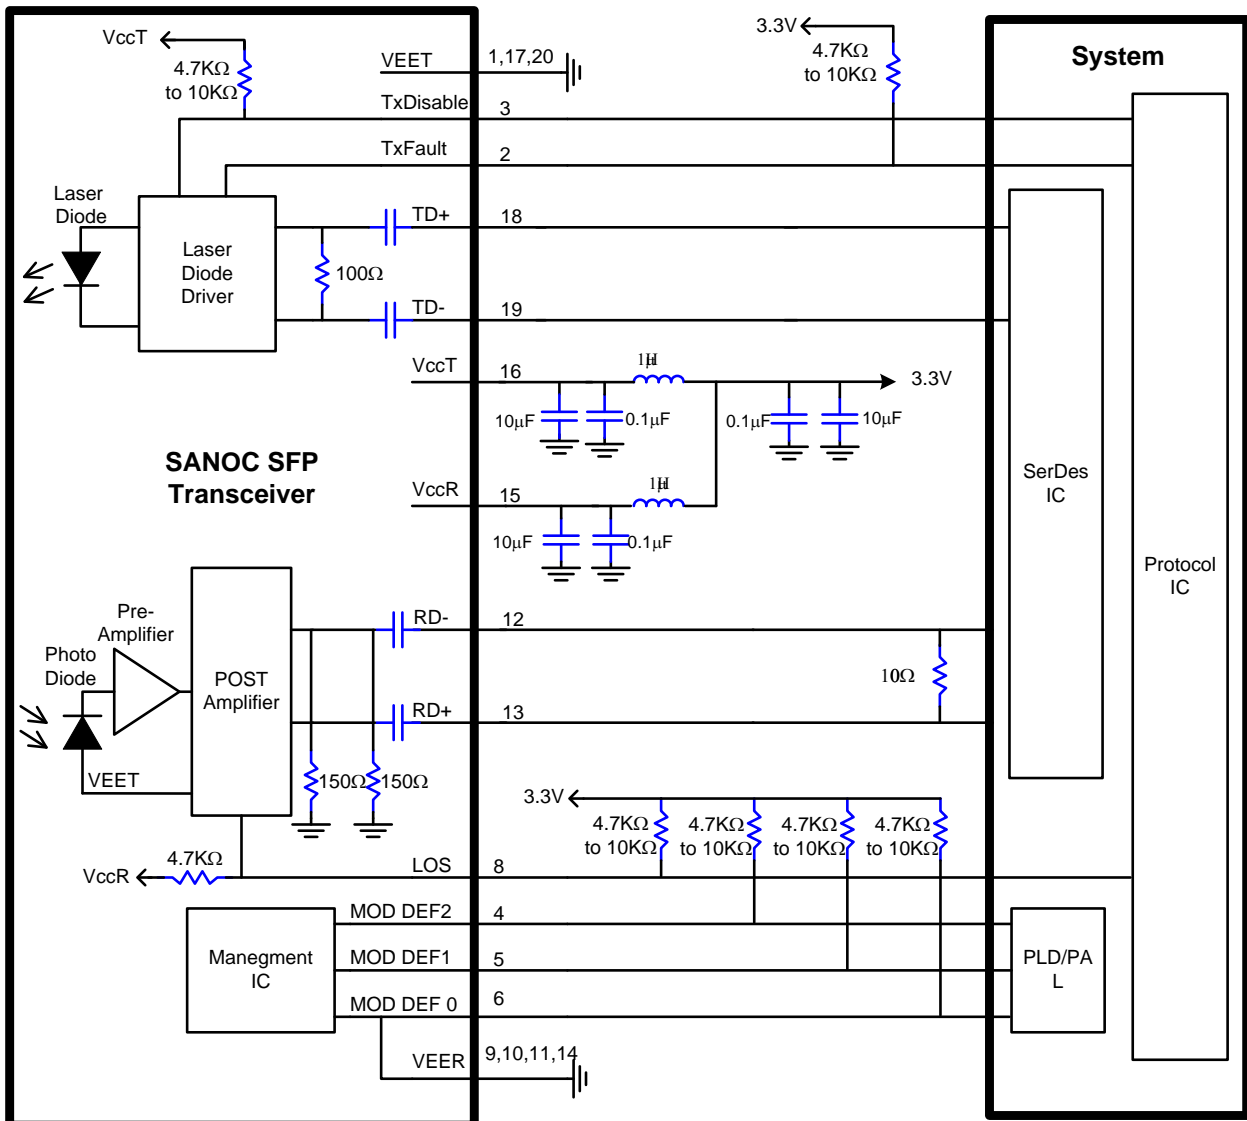 VccT
4.7KΩ
to 10KΩ
VEET
1,17,20
3.3V
4.7KΩ
to 10KΩ
System
TxDisable
3
TxFault
2
Laser
Diode
Laser
Diode
Driver
100Ω
TD+
18
TD-
19
VccT
16
1μH
3.3V
10μF
0.1μF
0.1μF
10μF
SANOC SFP
Transceiver
VccR
15
1μH
10μF
0.1μF
SerDes
IC
Protocol
IC
Pre-
Amplifier
Photo
Diode
POST
Amplifier
RD-
12
10Ω
RD+
13
VEET
150Ω
150Ω
3.3V
4.7KΩ
to 10KΩ
4.7KΩ
to 10KΩ
4.7KΩ
to 10KΩ
4.7KΩ
to 10KΩ
VccR
4.7KΩ
LOS
8
Manegment
IC
MOD DEF2
4
MOD DEF1
5
MOD DEF 0
6
PLD/PA
L
VEER
9,10,11,14